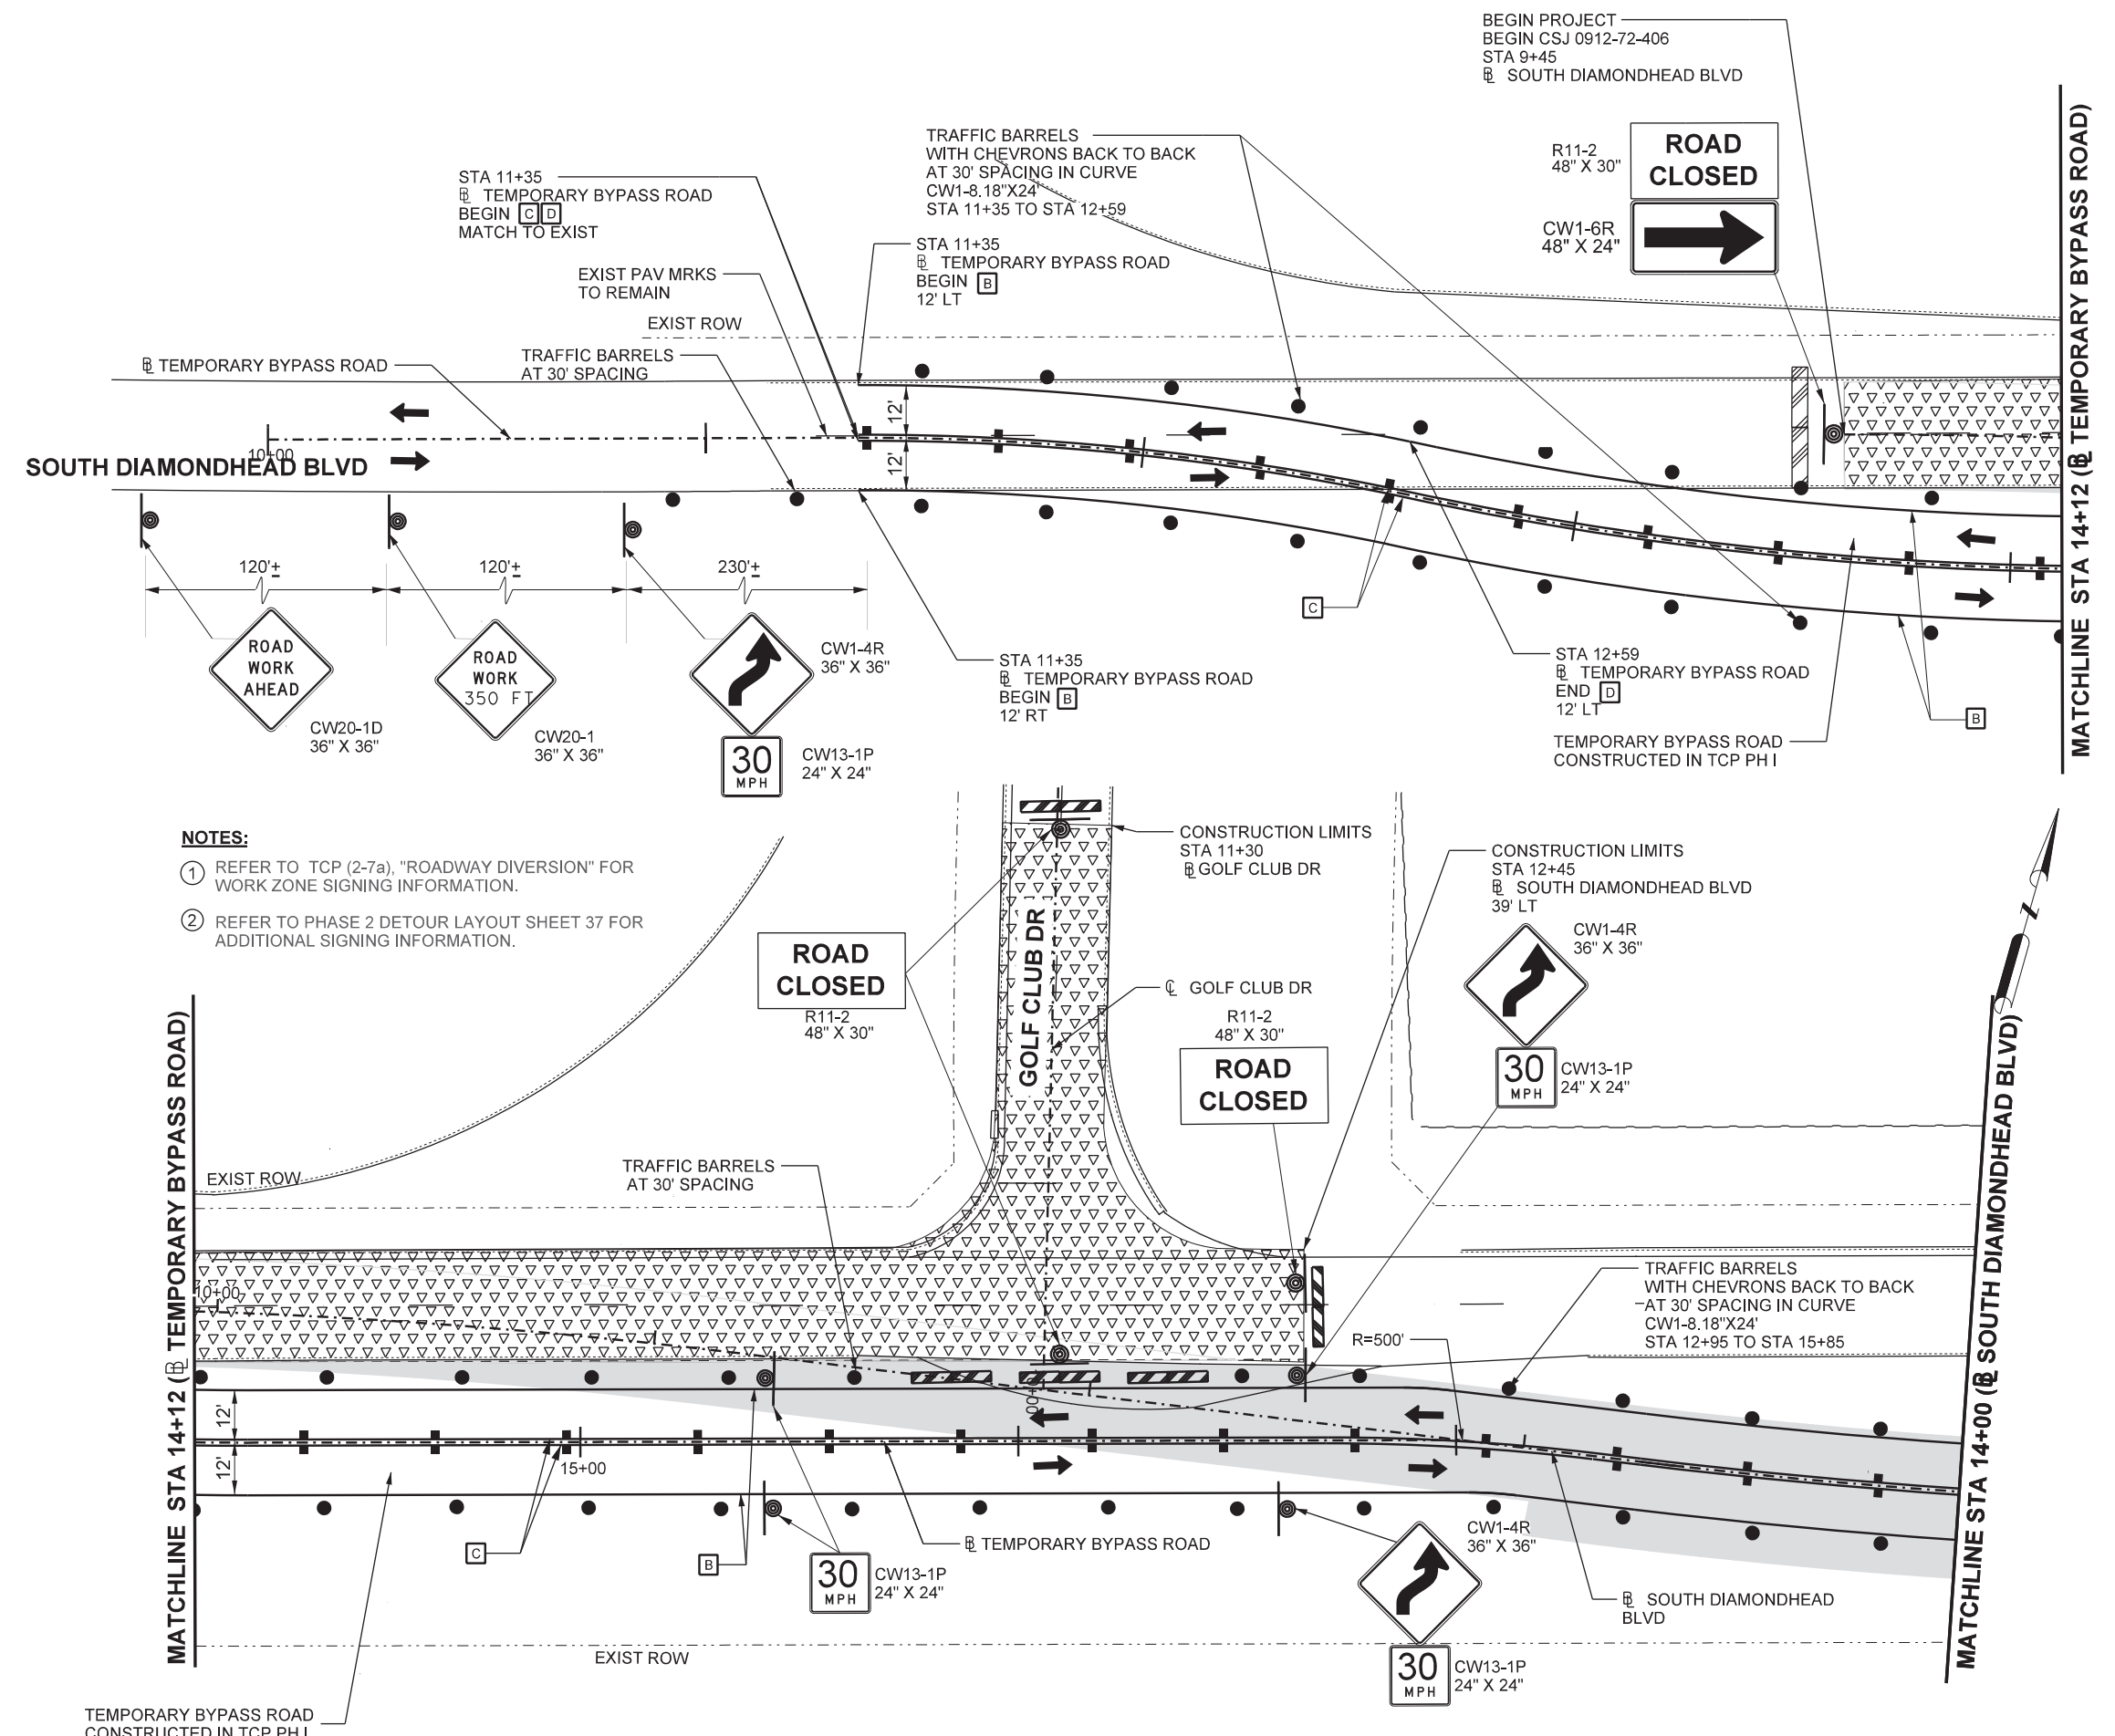 BEGIN PROJECT
BEGIN CSJ 0912-72-406
STA 9+45
℄ SOUTH DIAMONDHEAD BLVD
R11-2
48" X 30"
ROAD
CLOSED
CW1-6R
48" X 24"
TRAFFIC BARRELS
WITH CHEVRONS BACK TO BACK
AT 30' SPACING IN CURVE
CW1-8.18"X24'
STA 11+35 TO STA 12+59
STA 11+35
℄ TEMPORARY BYPASS ROAD
BEGIN C D
MATCH TO EXIST
STA 11+35
℄ TEMPORARY BYPASS ROAD
BEGIN B
12' LT
EXIST PAV MRKS
TO REMAIN
EXIST ROW
℄ TEMPORARY BYPASS ROAD
TRAFFIC BARRELS
AT 30' SPACING
12'
12'
10+00
SOUTH DIAMONDHEAD BLVD
MATCHLINE STA 14+12 (℄ TEMPORARY BYPASS ROAD)
120'±
120'±
230'±
ROAD
WORK
AHEAD
CW20-1D
36" X 36"
ROAD
WORK
350 FT
CW20-1
36" X 36"
CW1-4R
36" X 36"
30
MPH
CW13-1P
24" X 24"
C
STA 11+35
℄ TEMPORARY BYPASS ROAD
BEGIN B
12' RT
STA 12+59
℄ TEMPORARY BYPASS ROAD
END D
12' LT
B
TEMPORARY BYPASS ROAD
CONSTRUCTED IN TCP PH I
NOTES:
1 REFER TO TCP (2-7a), "ROADWAY DIVERSION" FOR
WORK ZONE SIGNING INFORMATION.
2 REFER TO PHASE 2 DETOUR LAYOUT SHEET 37 FOR
ADDITIONAL SIGNING INFORMATION.
CONSTRUCTION LIMITS
STA 11+30
℄ GOLF CLUB DR
CONSTRUCTION LIMITS
STA 12+45
℄ SOUTH DIAMONDHEAD BLVD
39' LT
CW1-4R
36" X 36"
30
MPH
CW13-1P
24" X 24"
N
ROAD
CLOSED
R11-2
48" X 30"
GOLF CLUB DR
℄ GOLF CLUB DR
R11-2
48" X 30"
ROAD
CLOSED
MATCHLINE STA 14+12 (℄ TEMPORARY BYPASS ROAD)
MATCHLINE STA 14+00 (℄ SOUTH DIAMONDHEAD BLVD)
EXIST ROW
TRAFFIC BARRELS
AT 30' SPACING
10+00
TRAFFIC BARRELS
WITH CHEVRONS BACK TO BACK
AT 30' SPACING IN CURVE
CW1-8.18"X24'
STA 12+95 TO STA 15+85
R=500'
12'
12'
15+00
C
B
30
MPH
CW13-1P
24" X 24"
℄ TEMPORARY BYPASS ROAD
CW1-4R
36" X 36"
30
MPH
CW13-1P
24" X 24"
℄ SOUTH DIAMONDHEAD
BLVD
EXIST ROW
TEMPORARY BYPASS ROAD
CONSTRUCTED IN TCP PH I